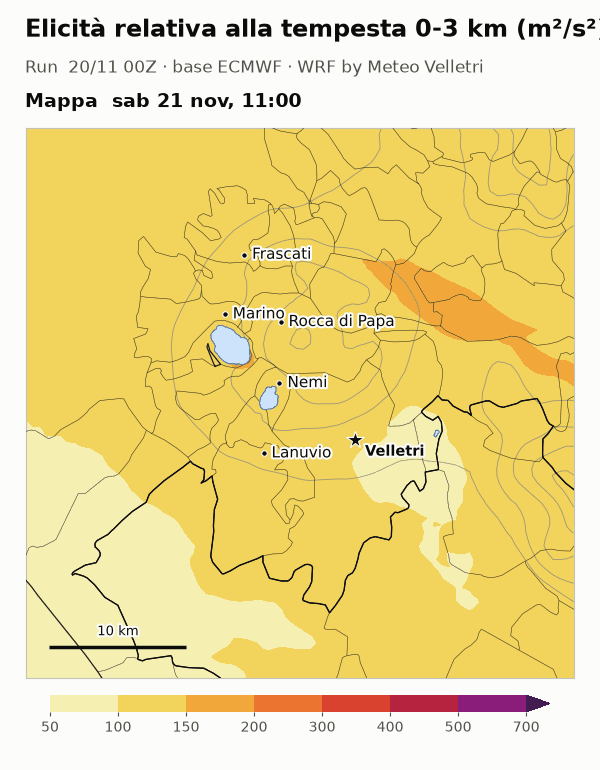 Elicità relativa alla tempesta 0-3 km (m²/s²)
Run  20/11 00Z · base ECMWF · WRF by Meteo Velletri
Mappa  sab 21 nov, 11:00
Frascati
Marino
Rocca di Papa
Nemi
Lanuvio
Velletri
10 km
50 100 150 200 300 400 500 700